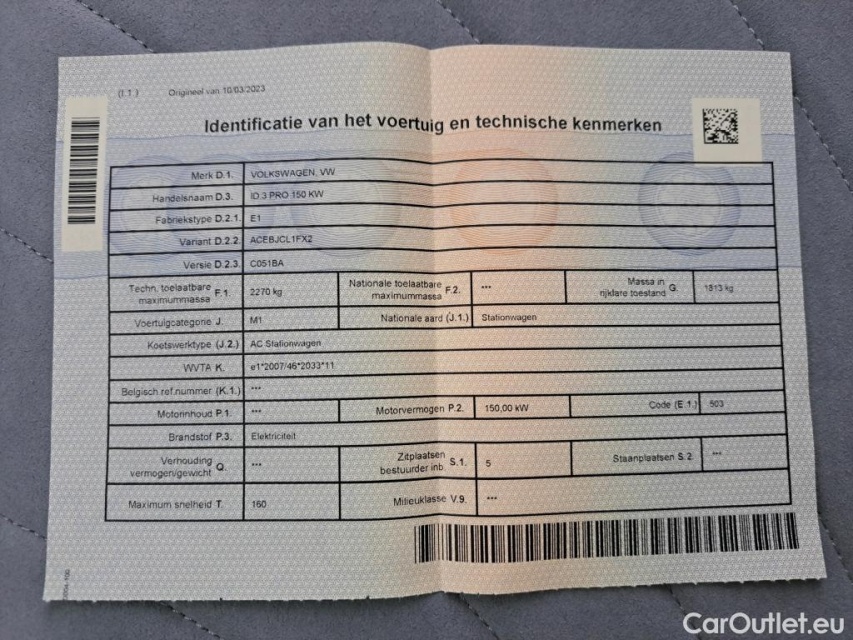 (I.1.) Origineel van 10/03/2023
Identificatie van het voertuig en technische kenmerken
Merk D.1. VOLKSWAGEN, VW
Handelsnaam D.3. ID.3 PRO 150 KW
Fabriekstype D.2.1. E1
Variant D.2.2. ACEBJCL1FX2
Versie D.2.3. C051BA
Techn. toelaatbare maximummassa F.1. 2270 kg Nationale toelaatbare maximummassa F.2. *** Massa in rijklare toestand G. 1813 kg
Voertuigcategorie J. M1 Nationale aard (J.1.) Stationwagen
Koetswerktype (J.2.) AC Stationwagen
WVTA K. e1*2007/46*2033*11
Belgisch ref.nummer (K.1.) ***
Motorinhoud P.1. *** Motorvermogen P.2. 150,00 kW Code (E.1.) 503
Brandstof P.3. Elektriciteit
Verhouding vermogen/gewicht Q. *** Zitplaatsen bestuurder inb. S.1. 5 Staanplaatsen S.2. ***
Maximum snelheid T. 160 Milieuklasse V.9. ***
CarOutlet.eu